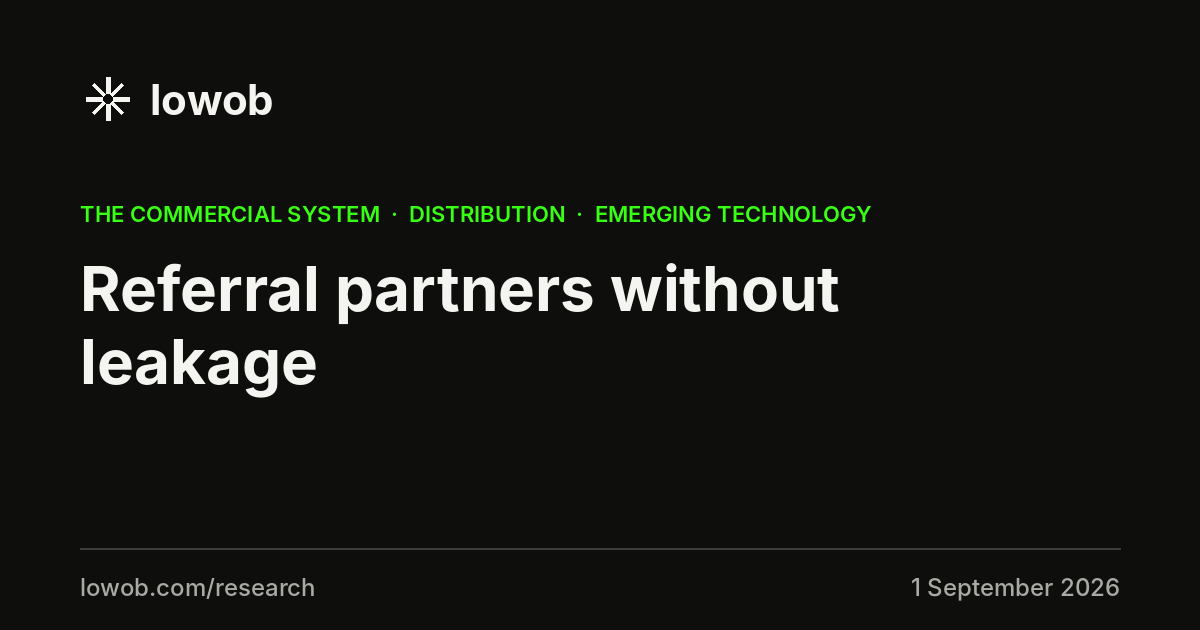 lowob
THE COMMERCIAL SYSTEM · DISTRIBUTION · EMERGING TECHNOLOGY
Referral partners without
leakage
lowob.com/research
1 September 2026